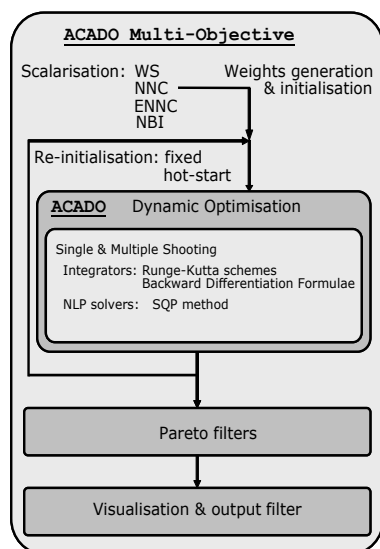 ACADO Multi-Objective
Scalarisation: WS
NNC
ENNC
NBI
Weights generation
& initialisation
Re-initialisation: fixed
hot-start
ACADO Dynamic Optimisation
Single & Multiple Shooting
Integrators: Runge-Kutta schemes
Backward Differentiation Formulae
NLP solvers: SQP method
Pareto filters
Visualisation & output filter